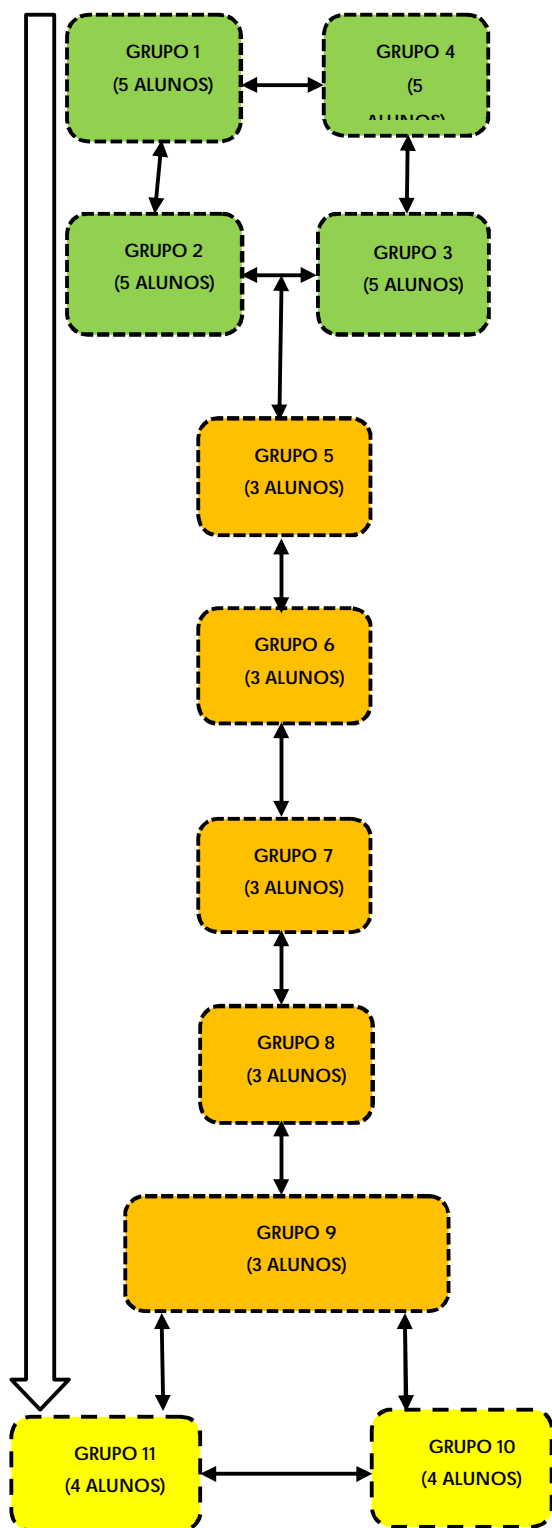 GRUPO 1
(5 ALUNOS)
GRUPO 4
(5
ALUNOS)
GRUPO 2
(5 ALUNOS)
GRUPO 3
(5 ALUNOS)
GRUPO 5
(3 ALUNOS)
GRUPO 6
(3 ALUNOS)
GRUPO 7
(3 ALUNOS)
GRUPO 8
(3 ALUNOS)
GRUPO 9
(3 ALUNOS)
GRUPO 11
(4 ALUNOS)
GRUPO 10
(4 ALUNOS)